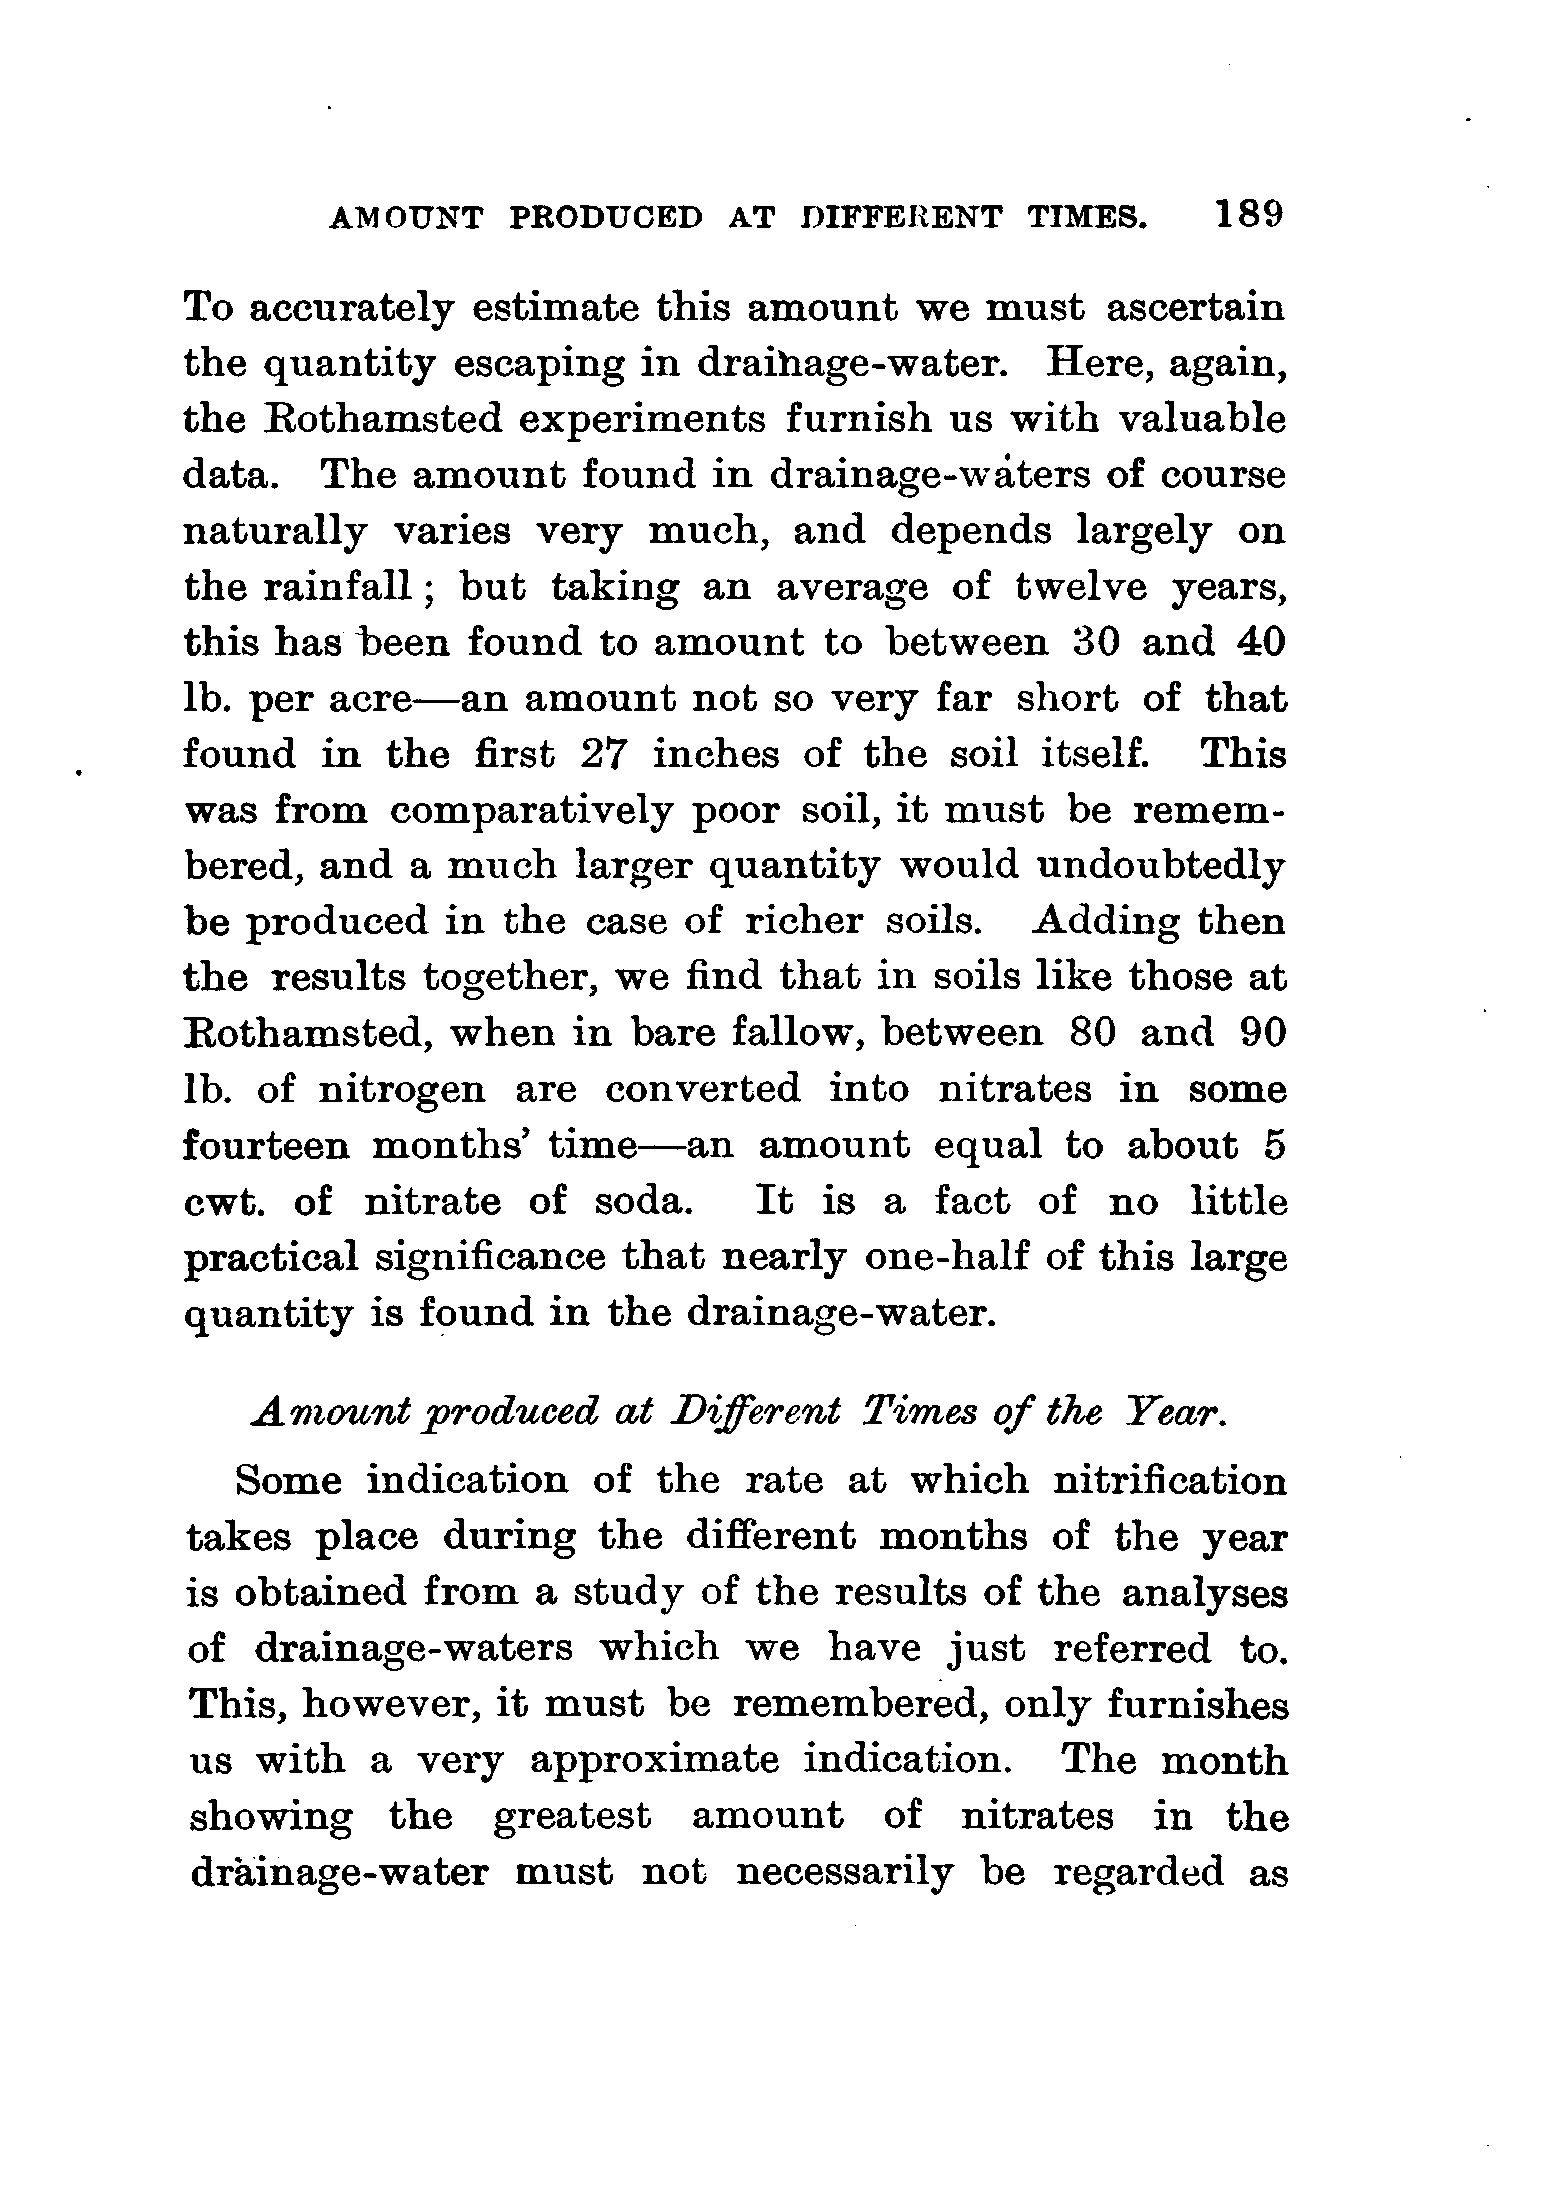 AMOUNT PRODUCED AT DIFFERENT TIMES. 189
To accurately estimate this amount we must ascertain
the quantity escaping in drainage-water. Here, again,
the Rothamsted experiments furnish us with valuable
data. The amount found in drainage-waters of course
naturally varies very much, and depends largely on
the rainfall; but taking an average of twelve years,
this has been found to amount to between 30 and 40
lb. per acre—an amount not so very far short of that
found in the first 27 inches of the soil itself. This
was from comparatively poor soil, it must be remem-
bered, and a much larger quantity would undoubtedly
be produced in the case of richer soils. Adding then
the results together, we find that in soils like those at
Rothamsted, when in bare fallow, between 80 and 90
lb. of nitrogen are converted into nitrates in some
fourteen months' time—an amount equal to about 5
cwt. of nitrate of soda. It is a fact of no little
practical significance that nearly one-half of this large
quantity is found in the drainage-water.
Amount produced at Different Times of the Year.
Some indication of the rate at which nitrification
takes place during the different months of the year
is obtained from a study of the results of the analyses
of drainage-waters which we have just referred to.
This, however, it must be remembered, only furnishes
us with a very approximate indication. The month
showing the greatest amount of nitrates in the
drainage-water must not necessarily be regarded as